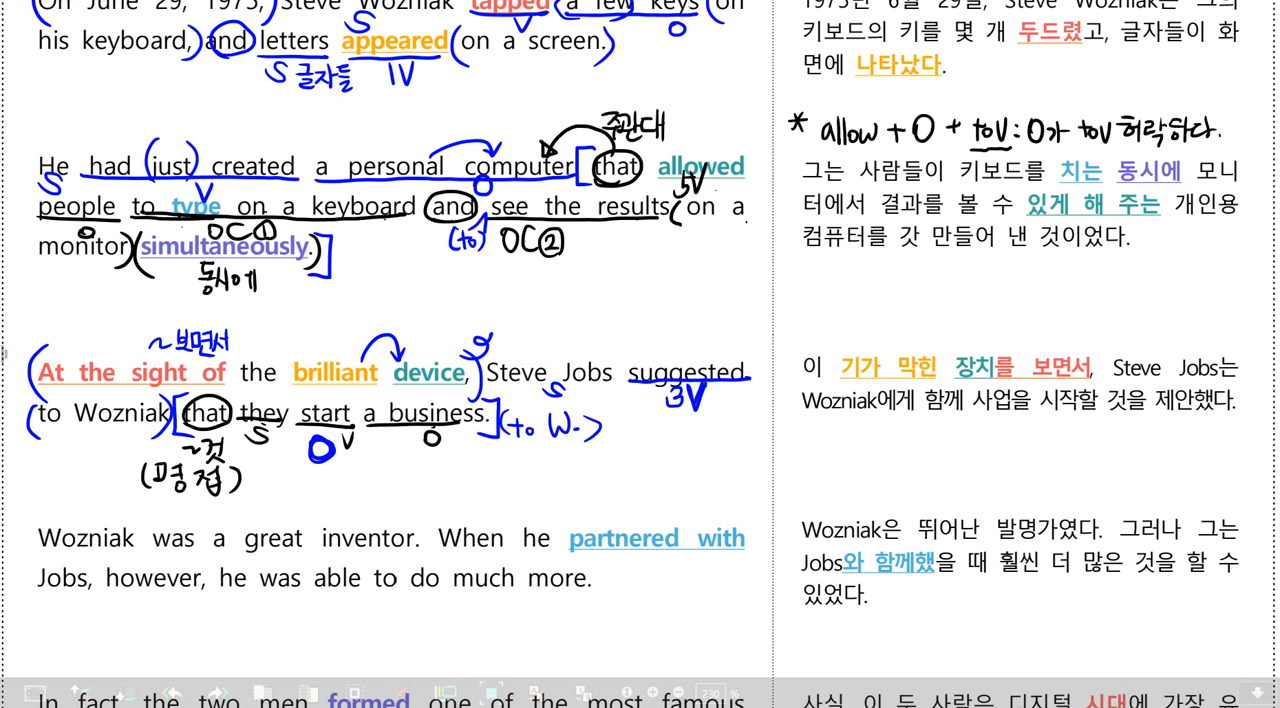 On June 29, 1975, Steve Wozniak tapped a few keys on
S V O
his keyboard, and letters appeared on a screen.
S 글자들 1V
주관대
He had just created a personal computer that allowed
S V O 5V
people to type on a keyboard and see the results on a
O OC① (to) OC②
monitor simultaneously.
동시에
~보면서
At the sight of the brilliant device, Steve Jobs suggested
S 3V
to Wozniak that they start a business. (to W.)
~것 S V O
O
(명접)
Wozniak was a great inventor. When he partnered with
Jobs, however, he was able to do much more.
In fact, the two men formed one of the most famous
1975년 6월 29일, Steve Wozniak은 그의
키보드의 키를 몇 개 두드렸고, 글자들이 화
면에 나타났다.
* allow + O + to V : O가 to V 허락하다.
그는 사람들이 키보드를 치는 동시에 모니
터에서 결과를 볼 수 있게 해 주는 개인용
컴퓨터를 갓 만들어 낸 것이었다.
이 기가 막힌 장치를 보면서, Steve Jobs는
Wozniak에게 함께 사업을 시작할 것을 제안했다.
Wozniak은 뛰어난 발명가였다. 그러나 그는
Jobs와 함께했을 때 훨씬 더 많은 것을 할 수
있었다.
사실, 이 두 사람은 디지털 시대에 가장 유
230 %